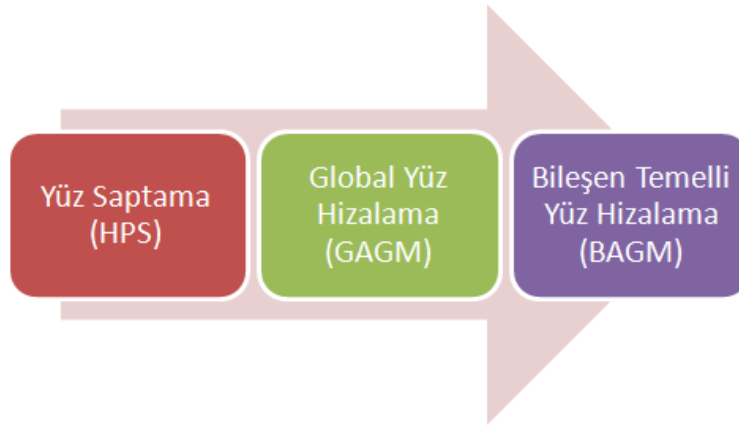 Yüz Saptama
(HPS)
Global Yüz
Hizalama
(GAGM)
Bileşen Temelli
Yüz Hizalama
(BAGM)